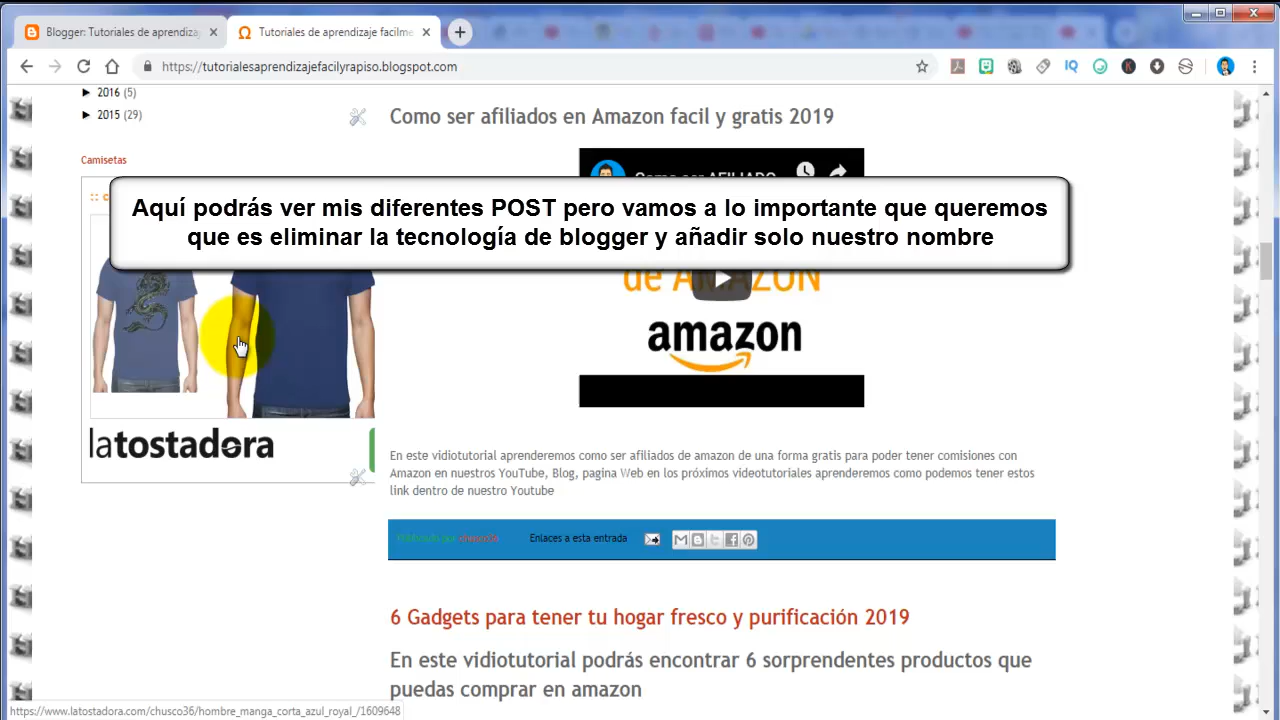 Blogger: Tutoriales de aprendiza
Tutoriales de aprendizaje facilme
https://tutorialesaprendizajefacilyrapiso.blogspot.com
► 2016 (5)
► 2015 (29)
Camisetas
Como ser afiliados en Amazon facil y gratis 2019
Aquí podrás ver mis diferentes POST pero vamos a lo importante que queremos
que es eliminar la tecnología de blogger y añadir solo nuestro nombre
de AMAZON
amazon
latostadora
En este vidiotutorial aprenderemos como ser afiliados de amazon de una forma gratis para poder tener comisiones con
Amazon en nuestros YouTube, Blog, pagina Web en los próximos videotutoriales aprenderemos como podemos tener estos
link dentro de nuestro Youtube
Publicado por chusco36
Enlaces a esta entrada
6 Gadgets para tener tu hogar fresco y purificación 2019
En este vidiotutorial podrás encontrar 6 sorprendentes productos que
puedas comprar en amazon
https://www.latostadora.com/chusco36/hombre_manga_corta_azul_royal_/1609648